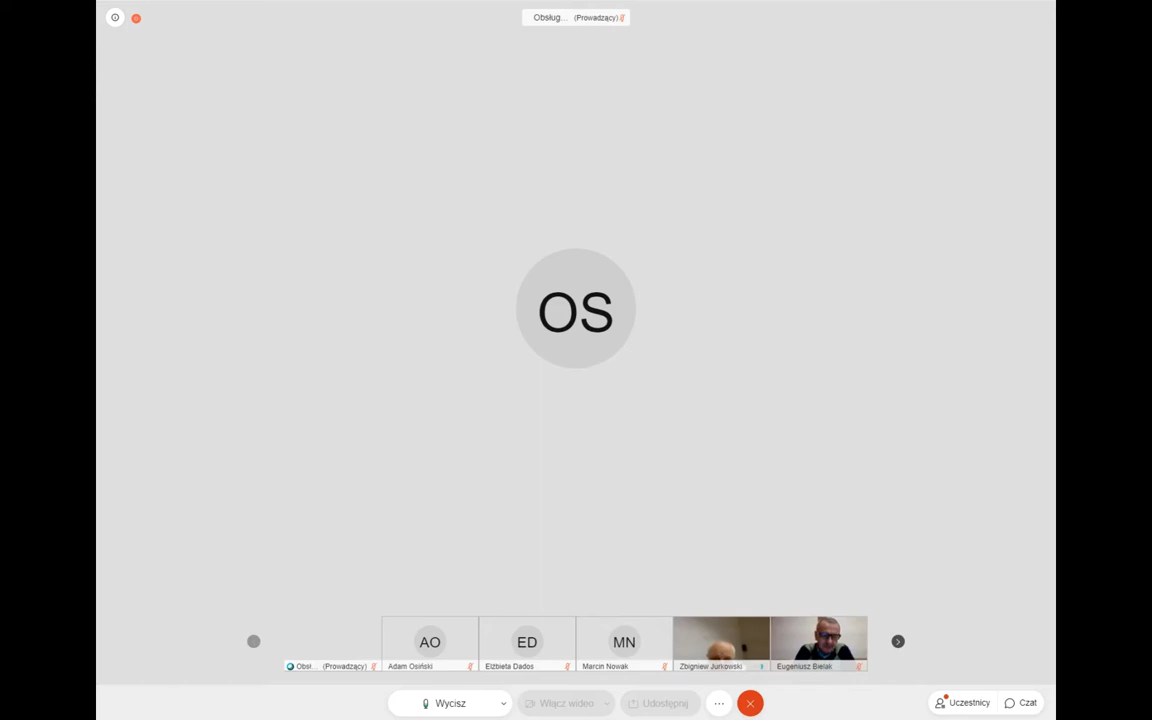 Obsług... (Prowadzący)
OS
AO
ED
MN
Obsł... (Prowadzący)
Adam Osiński
Elżbieta Dados
Marcin Nowak
Zbigniew Jurkowski
Eugeniusz Bielak
Wycisz
Włącz wideo
Udostępnij
Uczestnicy
Czat